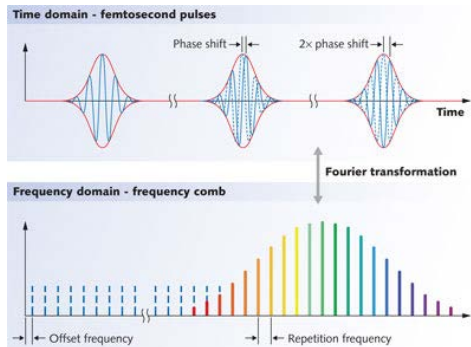 Time domain - femtosecond pulses
Phase shift
2× phase shift
Time
Fourier transformation
Frequency domain - frequency comb
Offset frequency
Repetition frequency